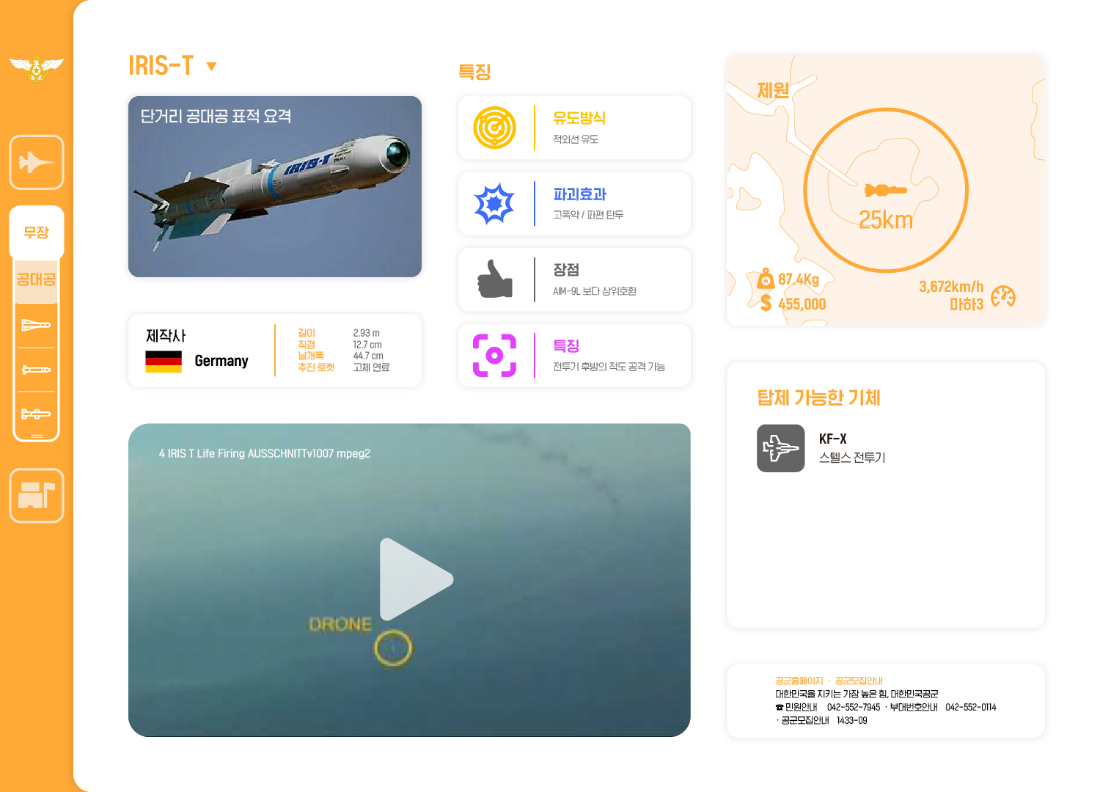 IRIS-T ▼
단거리 공대공 표적 요격
IRIS-T
제작사
Germany
길이 2.93 m
직경 12.7 cm
날개폭 44.7 cm
추진 로켓 고체 연료
특징
유도방식
적외선 유도
파괴효과
고폭약 / 파편 탄두
장점
AIM-9L 보다 상위호환
특징
전투기 후방의 적도 공격 가능
제원
25km
87.4Kg
$ 455,000
3,672km/h
마하3
무장
공대공
4 IRIS T Life Firing AUSSCHNITTv1007 mpeg2
DRONE
탑제 가능한 기체
KF-X
스텔스 전투기
공군홈페이지 · 공군모집안내
대한민국을 지키는 가장 높은 힘, 대한민국공군
☎ 민원안내 042-552-7945 · 부대번호안내 042-552-0114
· 공군모집안내 1433-09